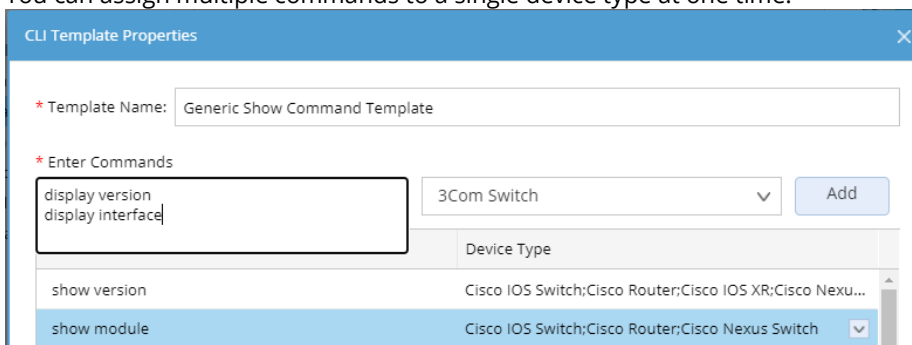 You can assign multiple commands to a single device type at one time.
CLI Template Properties
* Template Name: Generic Show Command Template
* Enter Commands
display version
display interface
3Com Switch
Add
Device Type
show version Cisco IOS Switch;Cisco Router;Cisco IOS XR;Cisco Nexu...
show module Cisco IOS Switch;Cisco Router;Cisco Nexus Switch